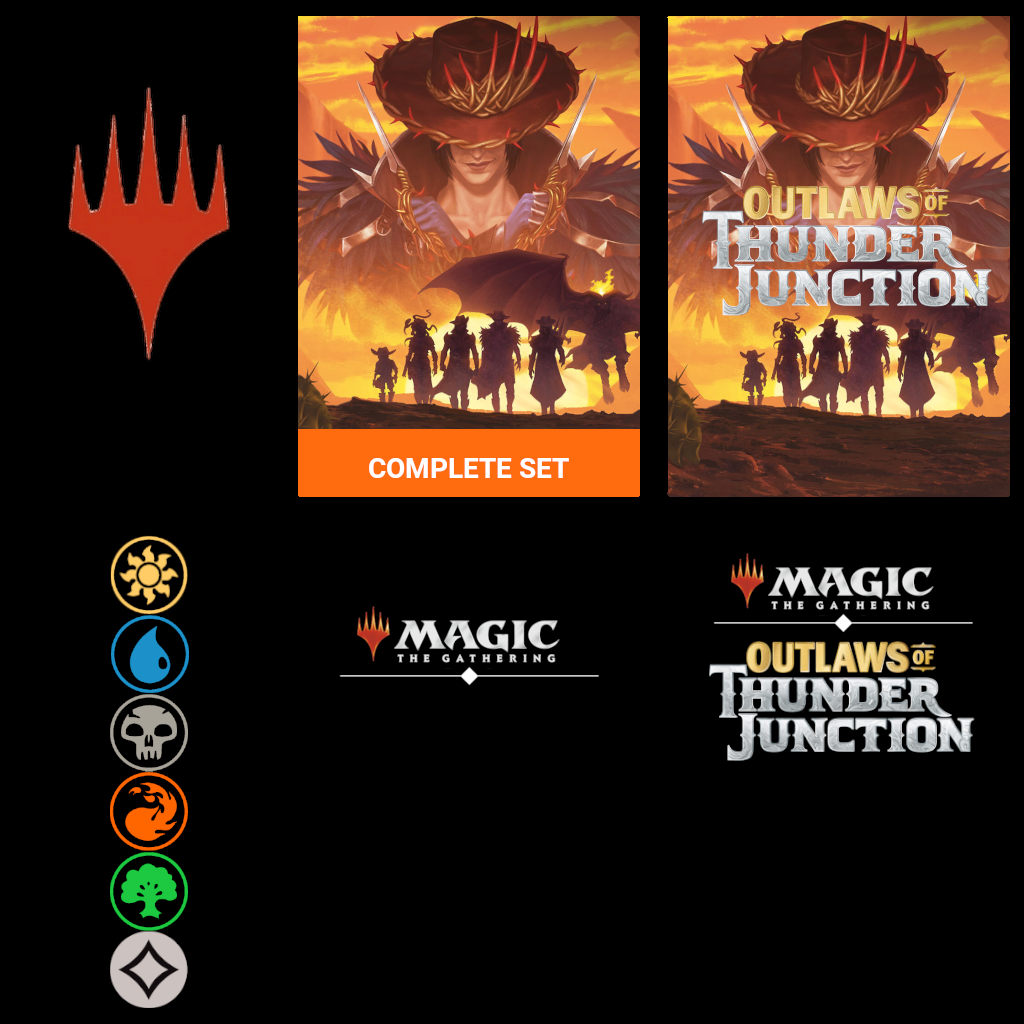 OUTLAWS OF
THUNDER
JUNCTION
COMPLETE SET
MAGIC
THE GATHERING
MAGIC
THE GATHERING
OUTLAWS OF
THUNDER
JUNCTION